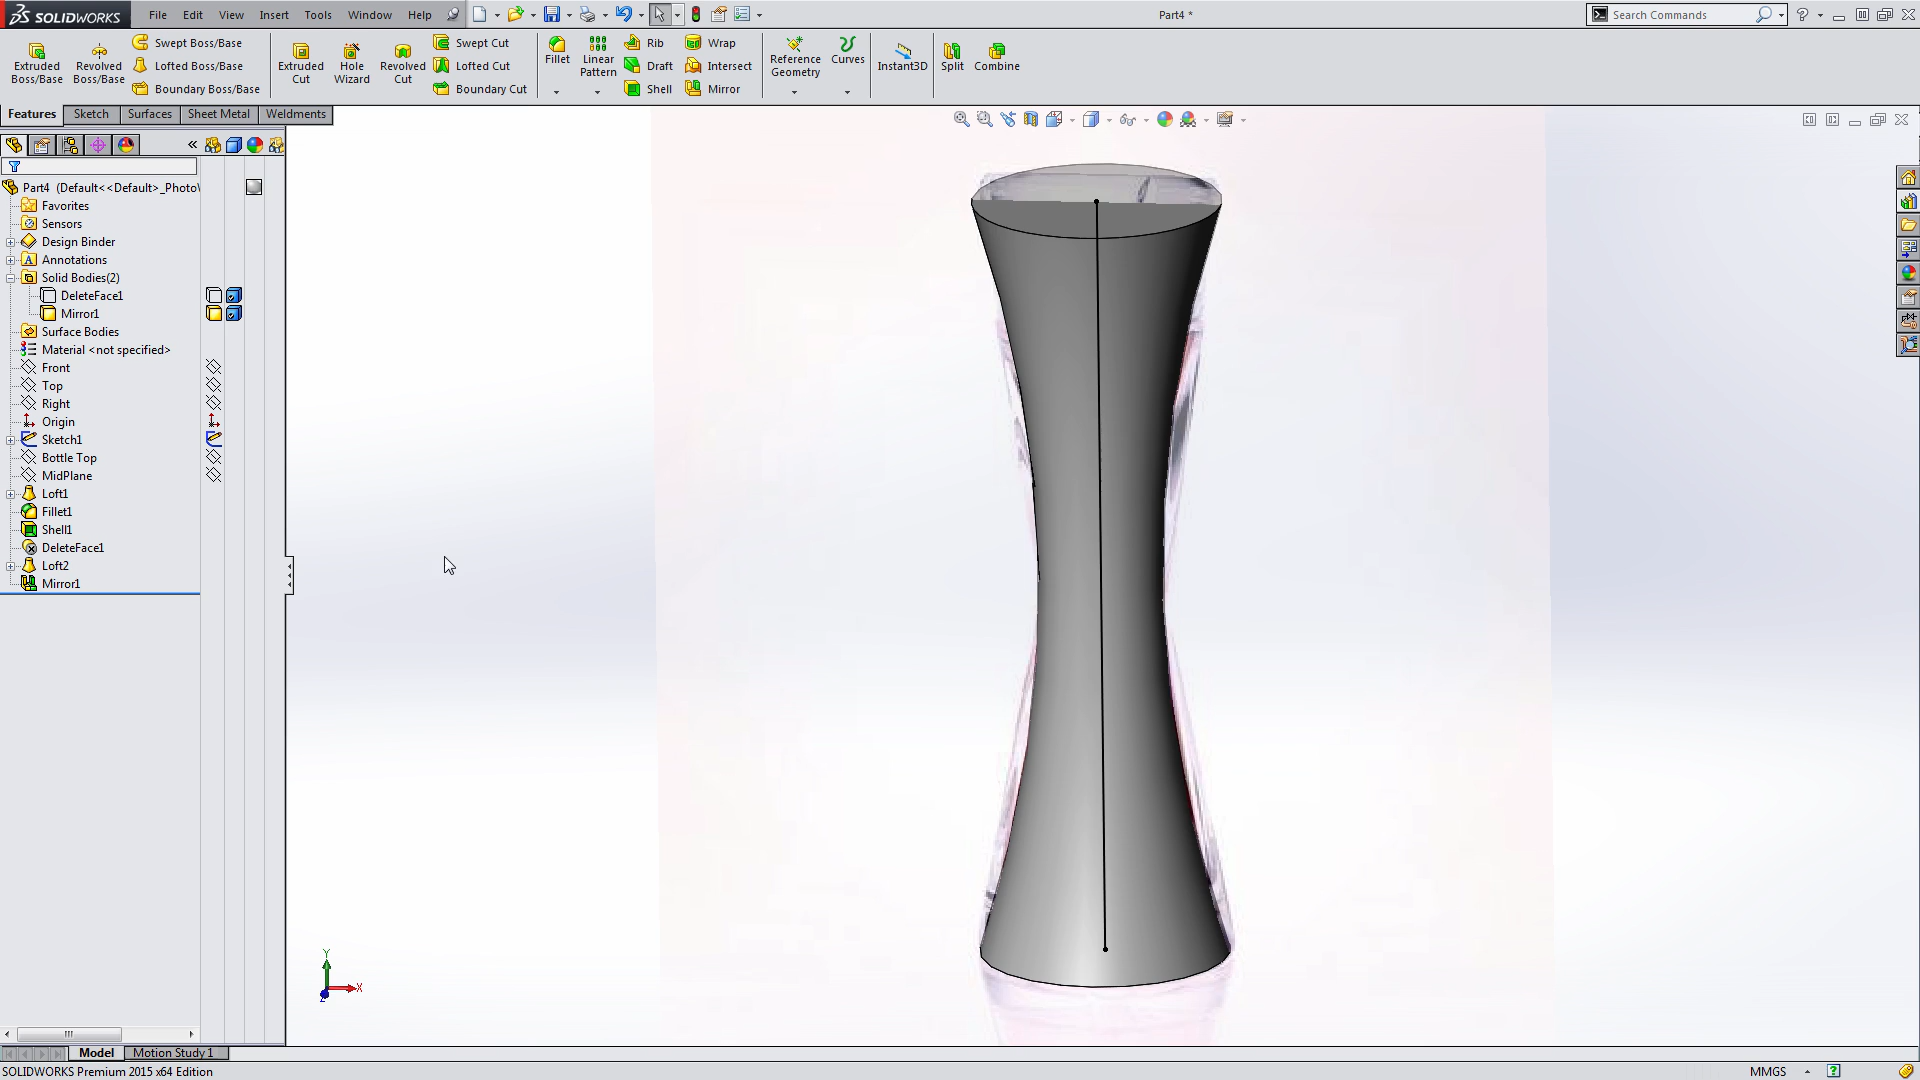 SOLIDWORKS File Edit View Insert Tools Window Help Part4 * Search Commands
Extruded Boss/Base Revolved Boss/Base Swept Boss/Base Lofted Boss/Base Boundary Boss/Base Extruded Cut Hole Wizard Revolved Cut Swept Cut Lofted Cut Boundary Cut Fillet Linear Pattern Rib Draft Shell Wrap Intersect Mirror Reference Geometry Curves Instant3D Split Combine
Features Sketch Surfaces Sheet Metal Weldments
Part4 (Default<<Default>_Photo
Favorites
Sensors
Design Binder
Annotations
Solid Bodies(2)
DeleteFace1
Mirror1
Surface Bodies
Material <not specified>
Front
Top
Right
Origin
Sketch1
Bottle Top
MidPlane
Loft1
Fillet1
Shell1
DeleteFace1
Loft2
Mirror1
Y
X
Z
Model Motion Study 1
SOLIDWORKS Premium 2015 x64 Edition MMGS